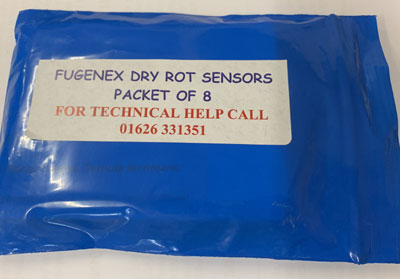 FUGENEX DRY ROT SENSORS
PACKET OF 8
FOR TECHNICAL HELP CALL
01626 331351